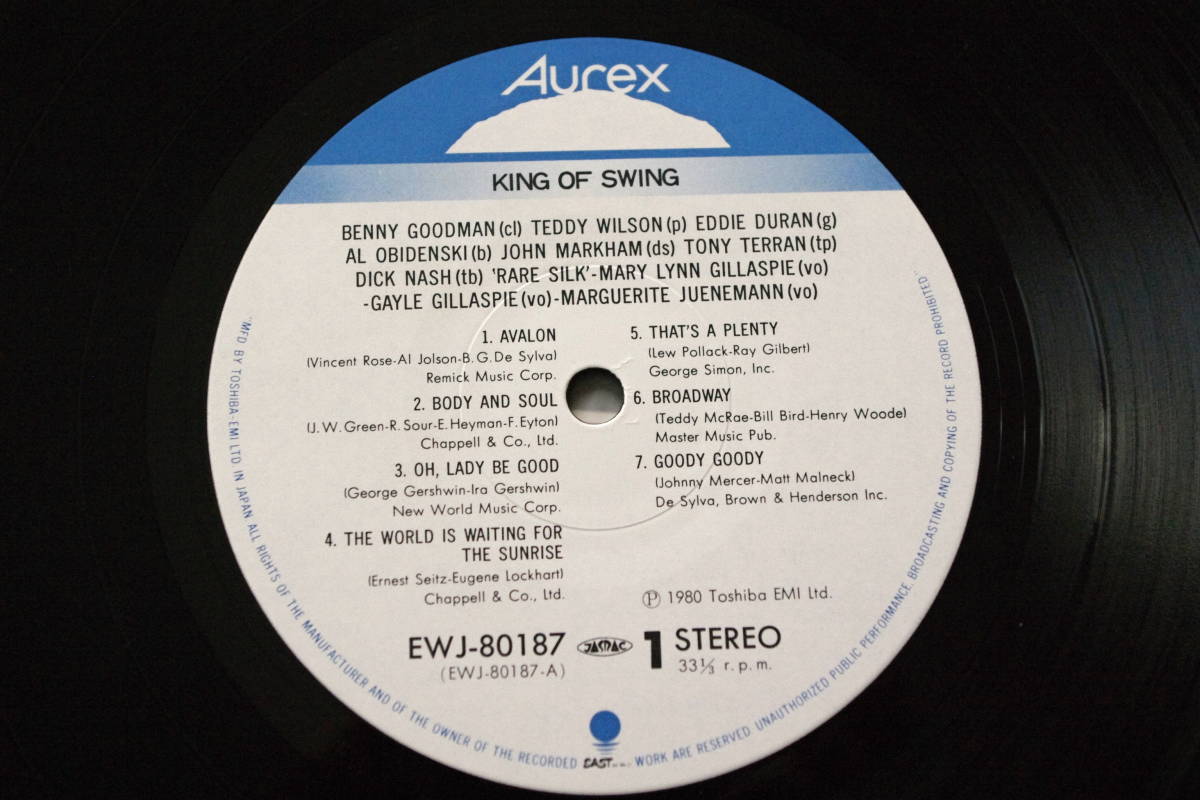 Aurex
KING OF SWING
BENNY GOODMAN(cl) TEDDY WILSON(p) EDDIE DURAN(g)
AL OBIDENSKI(b) JOHN MARKHAM(ds) TONY TERRAN(tp)
DICK NASH(tb) 'RARE SILK'-MARY LYNN GILLASPIE(vo)
-GAYLE GILLASPIE(vo)-MARGUERITE JUENEMANN(vo)
1. AVALON
(Vincent Rose-Al Jolson-B.G.De Sylva)
Remick Music Corp.
2. BODY AND SOUL
(J.W.Green-R.Sour-E.Heyman-F.Eyton)
Chappell & Co., Ltd.
3. OH, LADY BE GOOD
(George Gershwin-Ira Gershwin)
New World Music Corp.
4. THE WORLD IS WAITING FOR
THE SUNRISE
(Ernest Seitz-Eugene Lockhart)
Chappell & Co., Ltd.
5. THAT'S A PLENTY
(Lew Pollack-Ray Gilbert)
George Simon, Inc.
6. BROADWAY
(Teddy McRae-Bill Bird-Henry Woode)
Master Music Pub.
7. GOODY GOODY
(Johnny Mercer-Matt Malneck)
De Sylva, Brown & Henderson Inc.
Ⓟ 1980 Toshiba EMI Ltd.
EWJ-80187 JASRAC 1 STEREO
(EWJ-80187-A) 33⅓ r.p.m.
"MFD BY TOSHIBA-EMI LTD IN JAPAN ALL RIGHTS OF THE MANUFACTURER AND OF THE OWNER OF THE RECORDED WORK ARE RESERVED UNAUTHORIZED PUBLIC PERFORMANCE. BROADCASTING AND COPYING OF THE RECORD PROHIBITED"
EAST